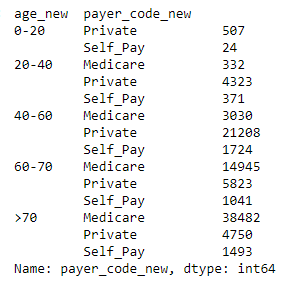 age_new  payer_code_new
0-20     Private            507
         Self_Pay            24
20-40    Medicare           332
         Private           4323
         Self_Pay           371
40-60    Medicare          3030
         Private          21208
         Self_Pay          1724
60-70    Medicare         14945
         Private           5823
         Self_Pay          1041
>70      Medicare         38482
         Private           4750
         Self_Pay          1493
Name: payer_code_new, dtype: int64